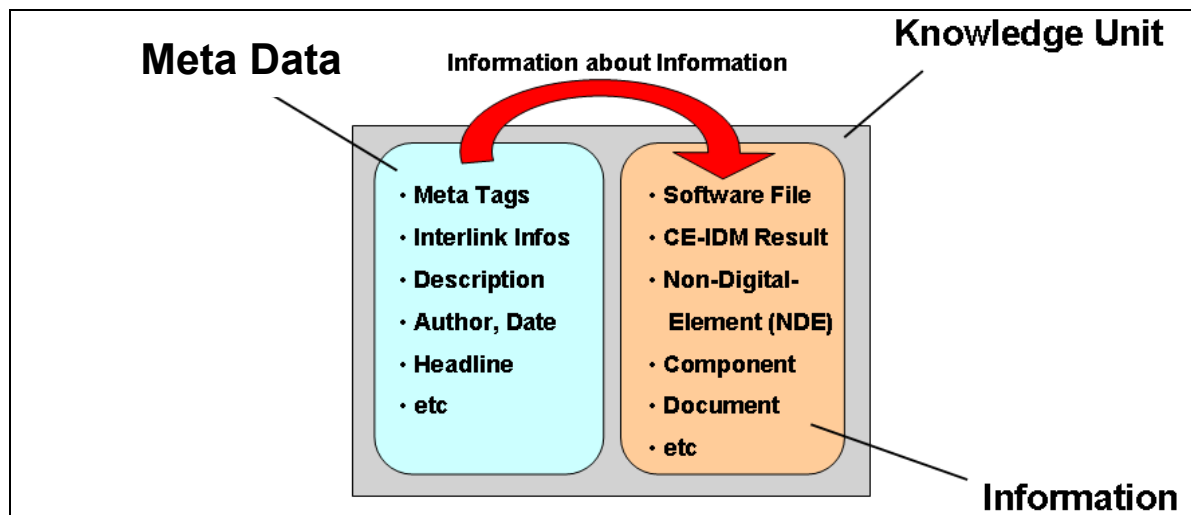 Knowledge Unit
Meta Data
Information about Information
· Meta Tags
· Interlink Infos
· Description
· Author, Date
· Headline
· etc
· Software File
· CE-IDM Result
· Non-Digital-
Element (NDE)
· Component
· Document
· etc
Information